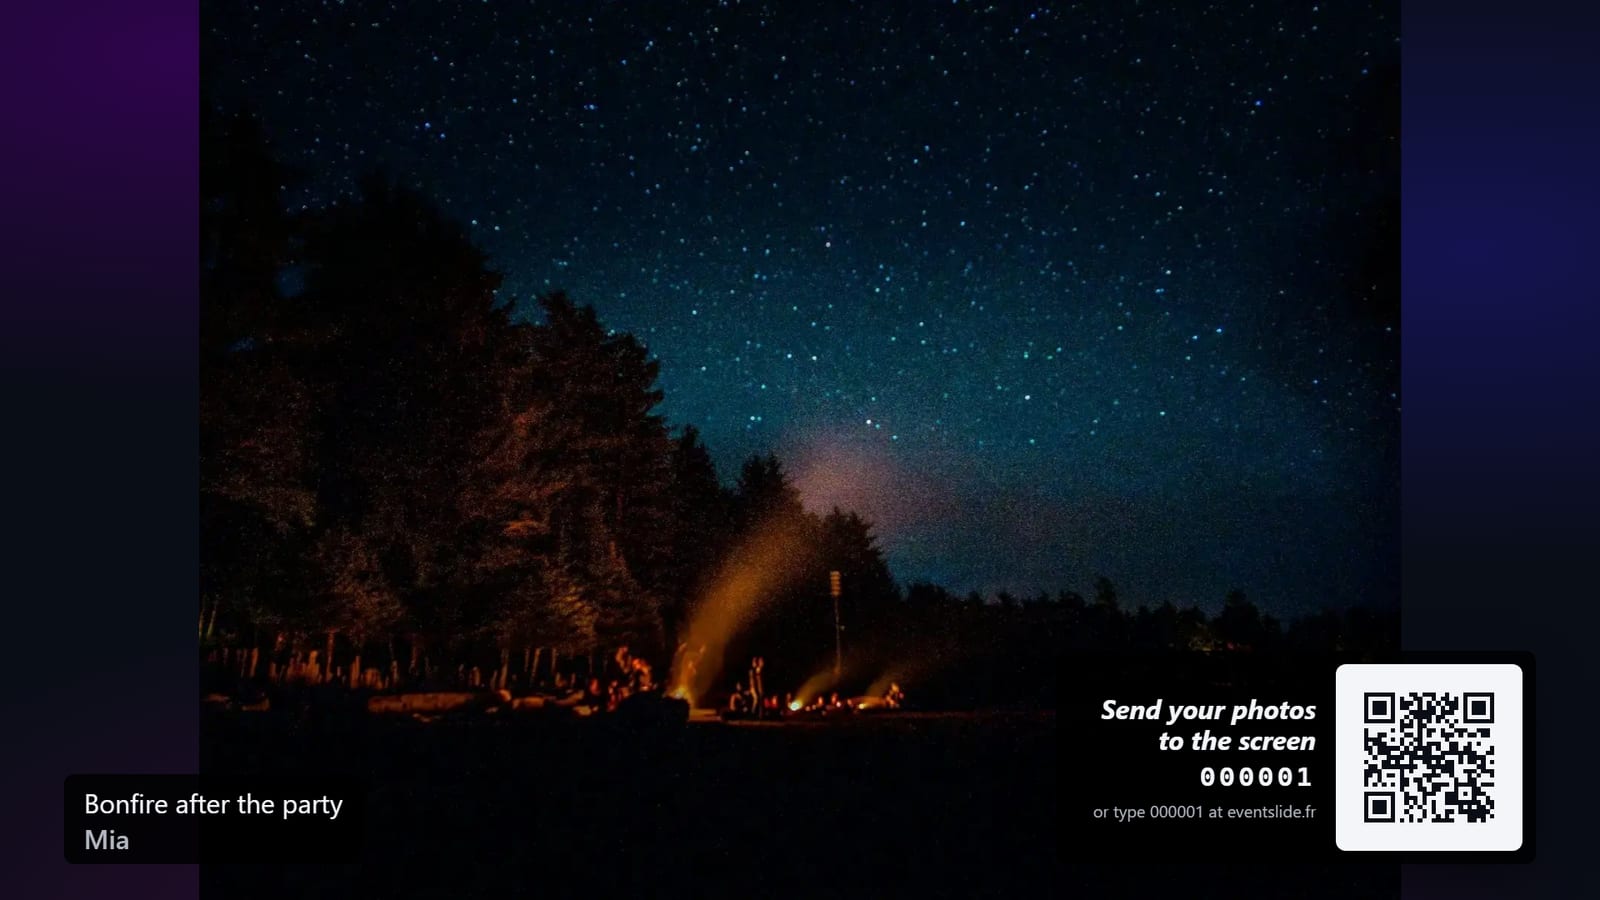 Bonfire after the party
Mia
Send your photos
to the screen
000001
or type 000001 at eventslide.fr